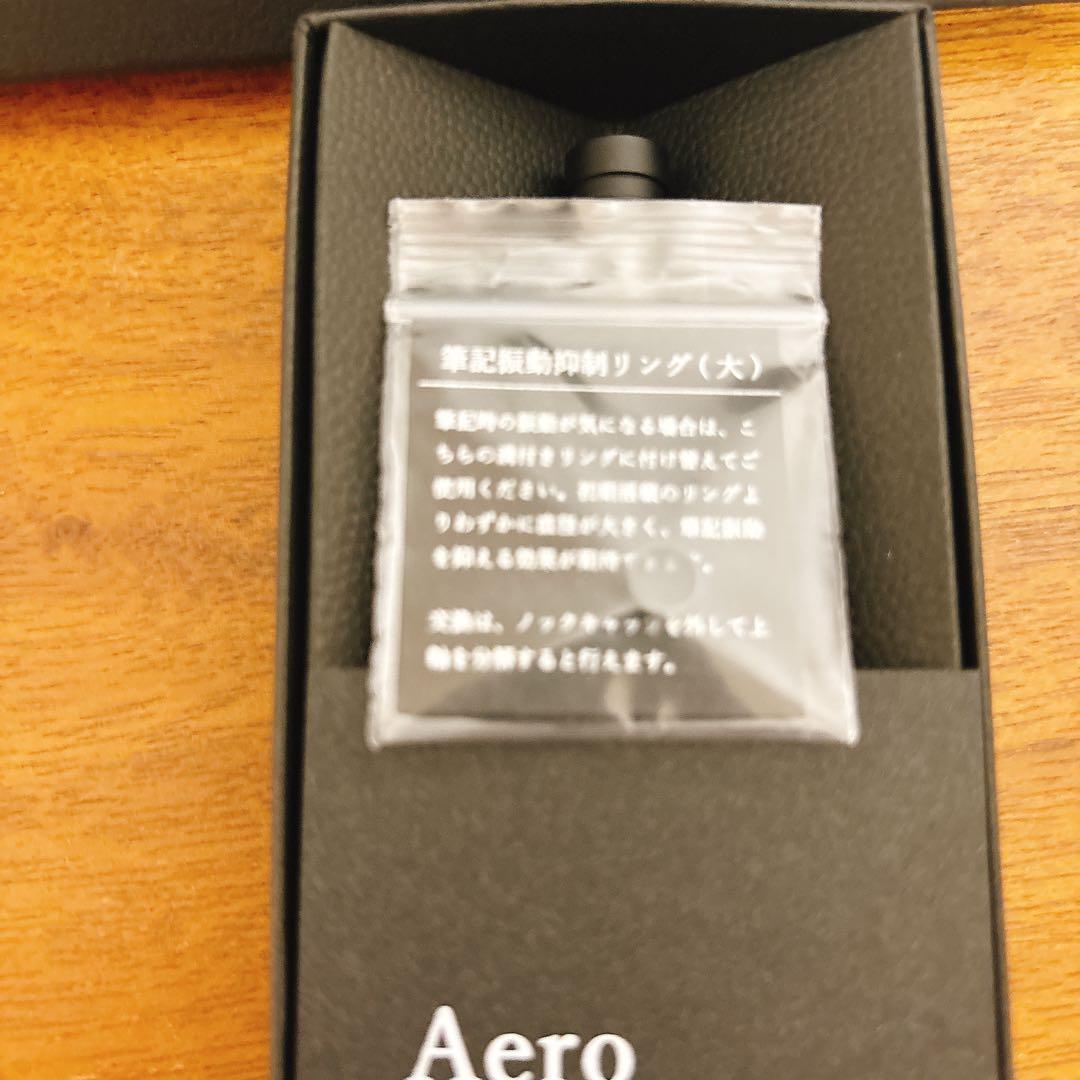 筆記振動抑制リング（大）
筆記時の振動が気になる場合は、こ
ちらの溝付きリングに付け替えてご
使用ください。初期搭載のリングよ
りわずかに直径が大きく、筆記振動
を抑える効果が期待
交換は、ノックキャップを外して上
軸を分解すると行えます。
Aero